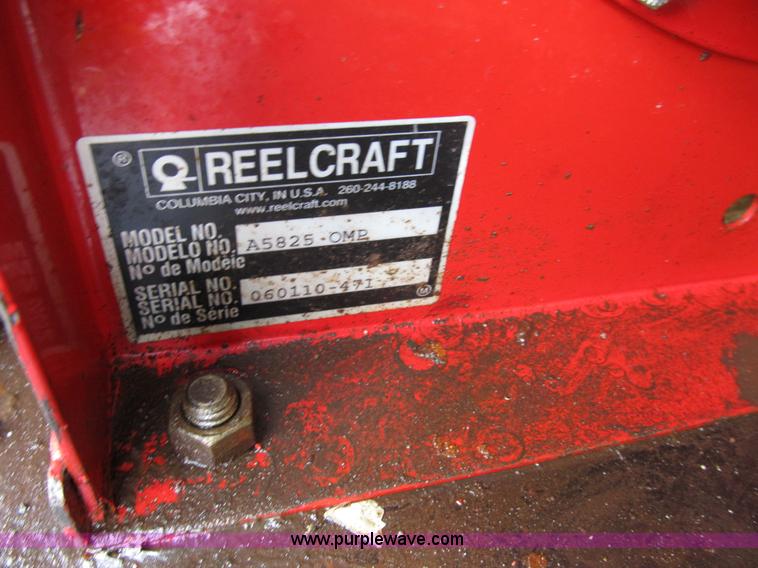 ® REELCRAFT
COLUMBIA CITY, IN U.S.A. 260-244-8188
www.reelcraft.com
MODEL NO.
MODELO NO. A5825 OMP
Nº de Modèle
SERIAL NO.
SERIAL NO. 060110-471
Nº de Série
M
www.purplewave.com